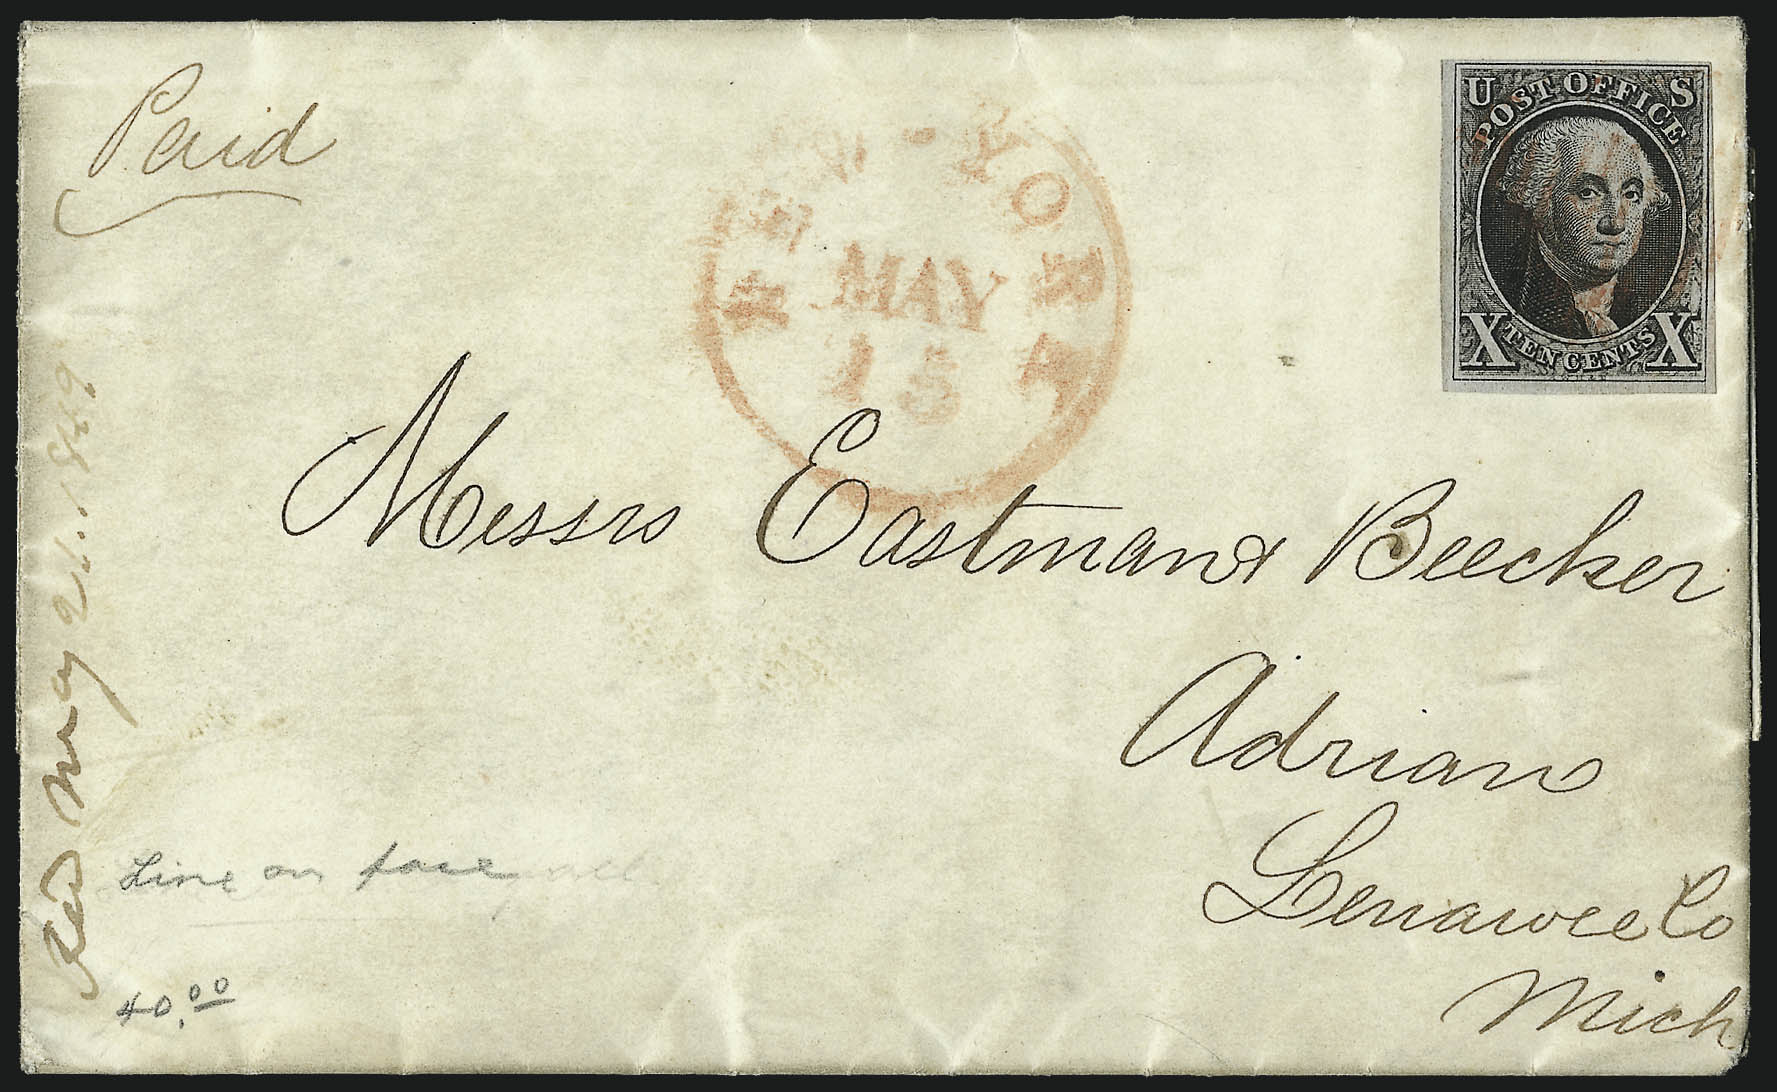 Paid
NEW-YORK
MAY
15
U S
POST OFFICE
X TEN CENTS X
Messrs Eastman & Beecher
Adrian
Lenawee Co
Mich
Recd May 21. 1849
Line on face
40.00